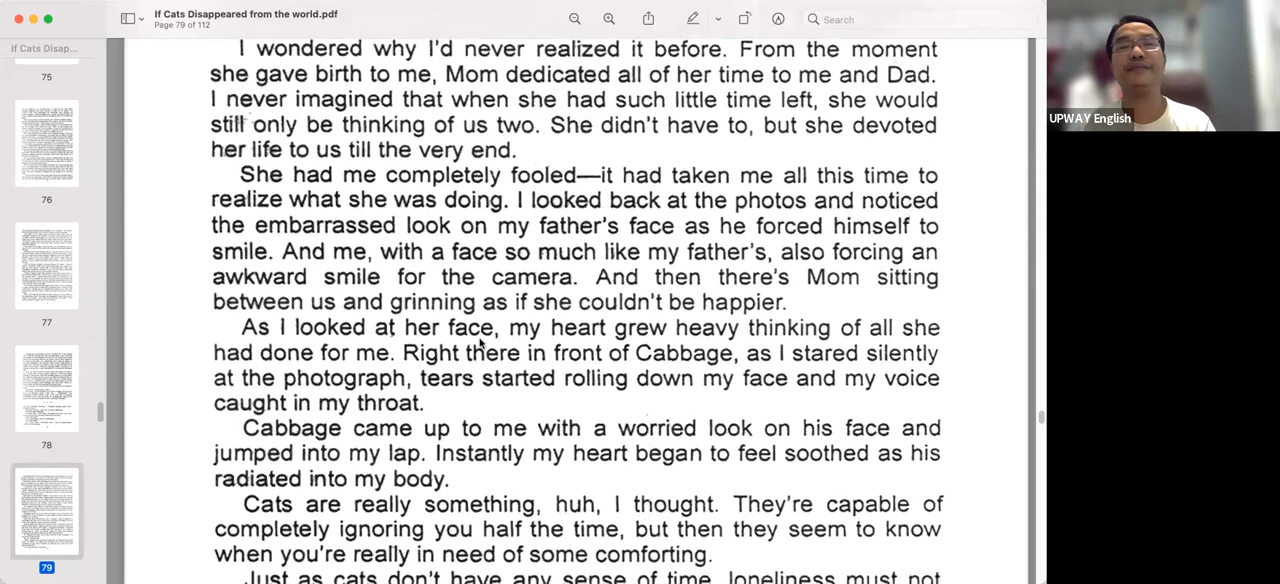 If Cats Disappeared from the world.pdf
Page 79 of 112
Search
If Cats Disap...
75
76
77
78
79
I wondered why I'd never realized it before. From the moment
she gave birth to me, Mom dedicated all of her time to me and Dad.
I never imagined that when she had such little time left, she would
still only be thinking of us two. She didn't have to, but she devoted
her life to us till the very end.
She had me completely fooled—it had taken me all this time to
realize what she was doing. I looked back at the photos and noticed
the embarrassed look on my father's face as he forced himself to
smile. And me, with a face so much like my father's, also forcing an
awkward smile for the camera. And then there's Mom sitting
between us and grinning as if she couldn't be happier.
As I looked at her face, my heart grew heavy thinking of all she
had done for me. Right there in front of Cabbage, as I stared silently
at the photograph, tears started rolling down my face and my voice
caught in my throat.
Cabbage came up to me with a worried look on his face and
jumped into my lap. Instantly my heart began to feel soothed as his
radiated into my body.
Cats are really something, huh, I thought. They're capable of
completely ignoring you half the time, but then they seem to know
when you're really in need of some comforting.
Just as cats don't have any sense of time, loneliness must not
UPWAY English